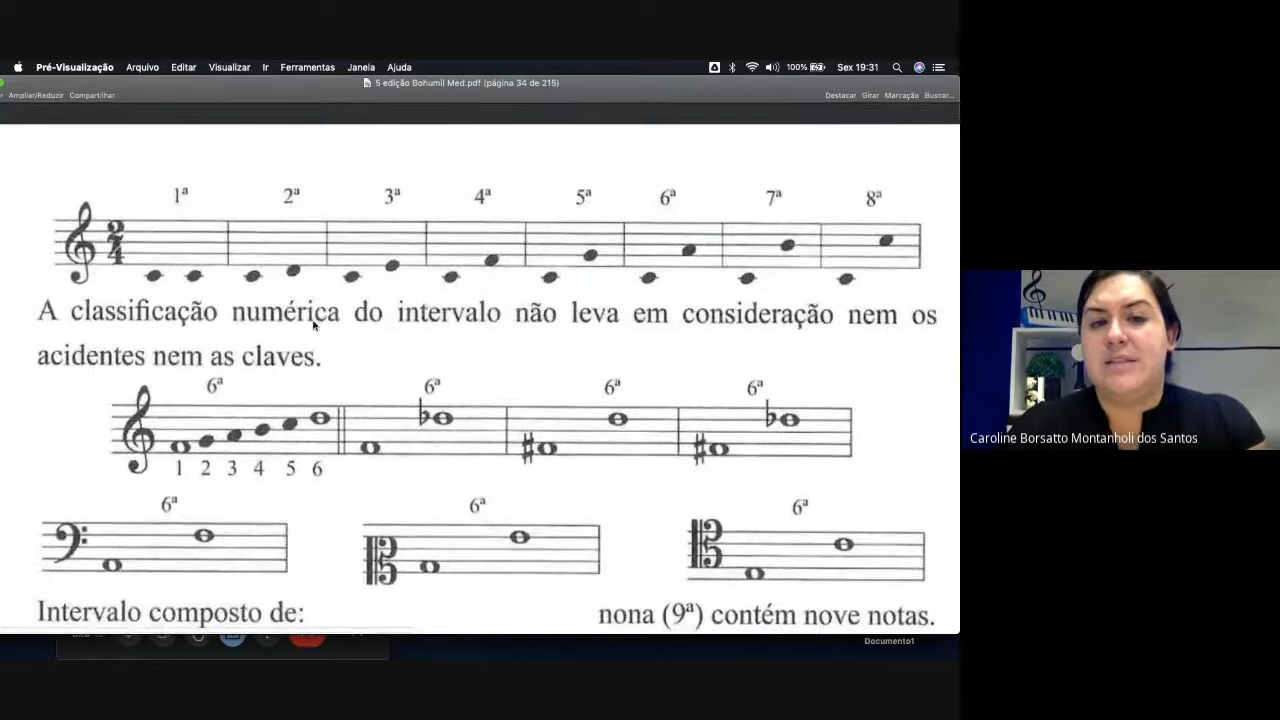 Pré-Visualização Arquivo Editar Visualizar Ir Ferramentas Janela Ajuda 100% Sex 19:31
5 edição Bohumil Med.pdf (página 34 de 215)
Ampliar/Reduzir Compartilhar Destacar Girar Marcação Buscar...
1ª 2ª 3ª 4ª 5ª 6ª 7ª 8ª
2
4
A classificação numérica do intervalo não leva em consideração nem os
acidentes nem as claves.
6ª 6ª 6ª 6ª
1 2 3 4 5 6
6ª 6ª 6ª
Intervalo composto de: nona (9ª) contém nove notas.
Documento1
Caroline Borsatto Montanholi dos Santos